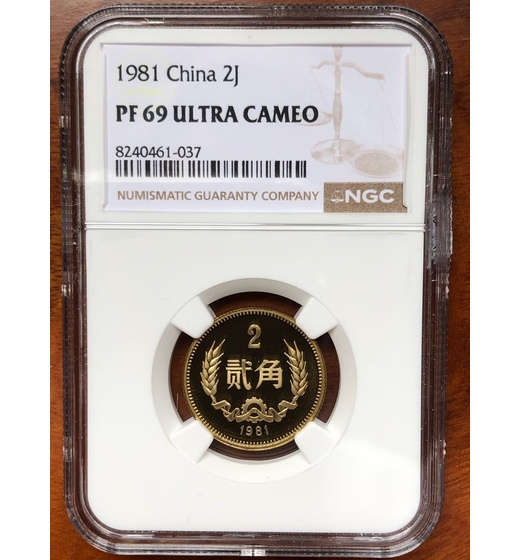 1981 China 2J
PF 69 ULTRA CAMEO
8240461-037
NUMISMATIC GUARANTY COMPANY NGC
2
贰角
1981